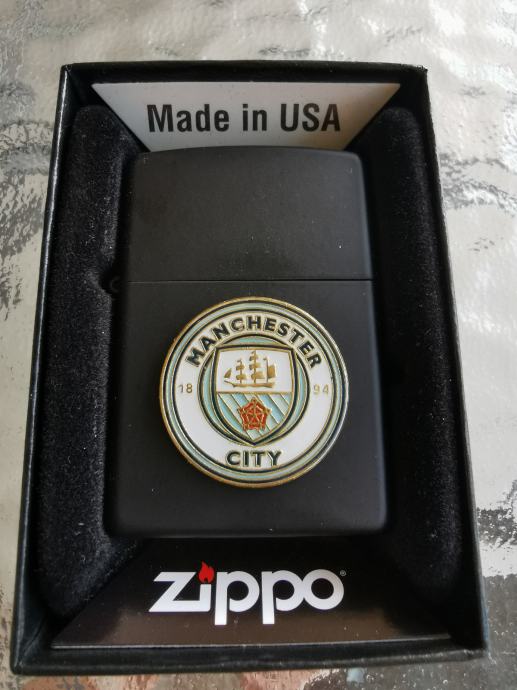 Made in USA
MANCHESTER
18 94
CITY
zippo
®